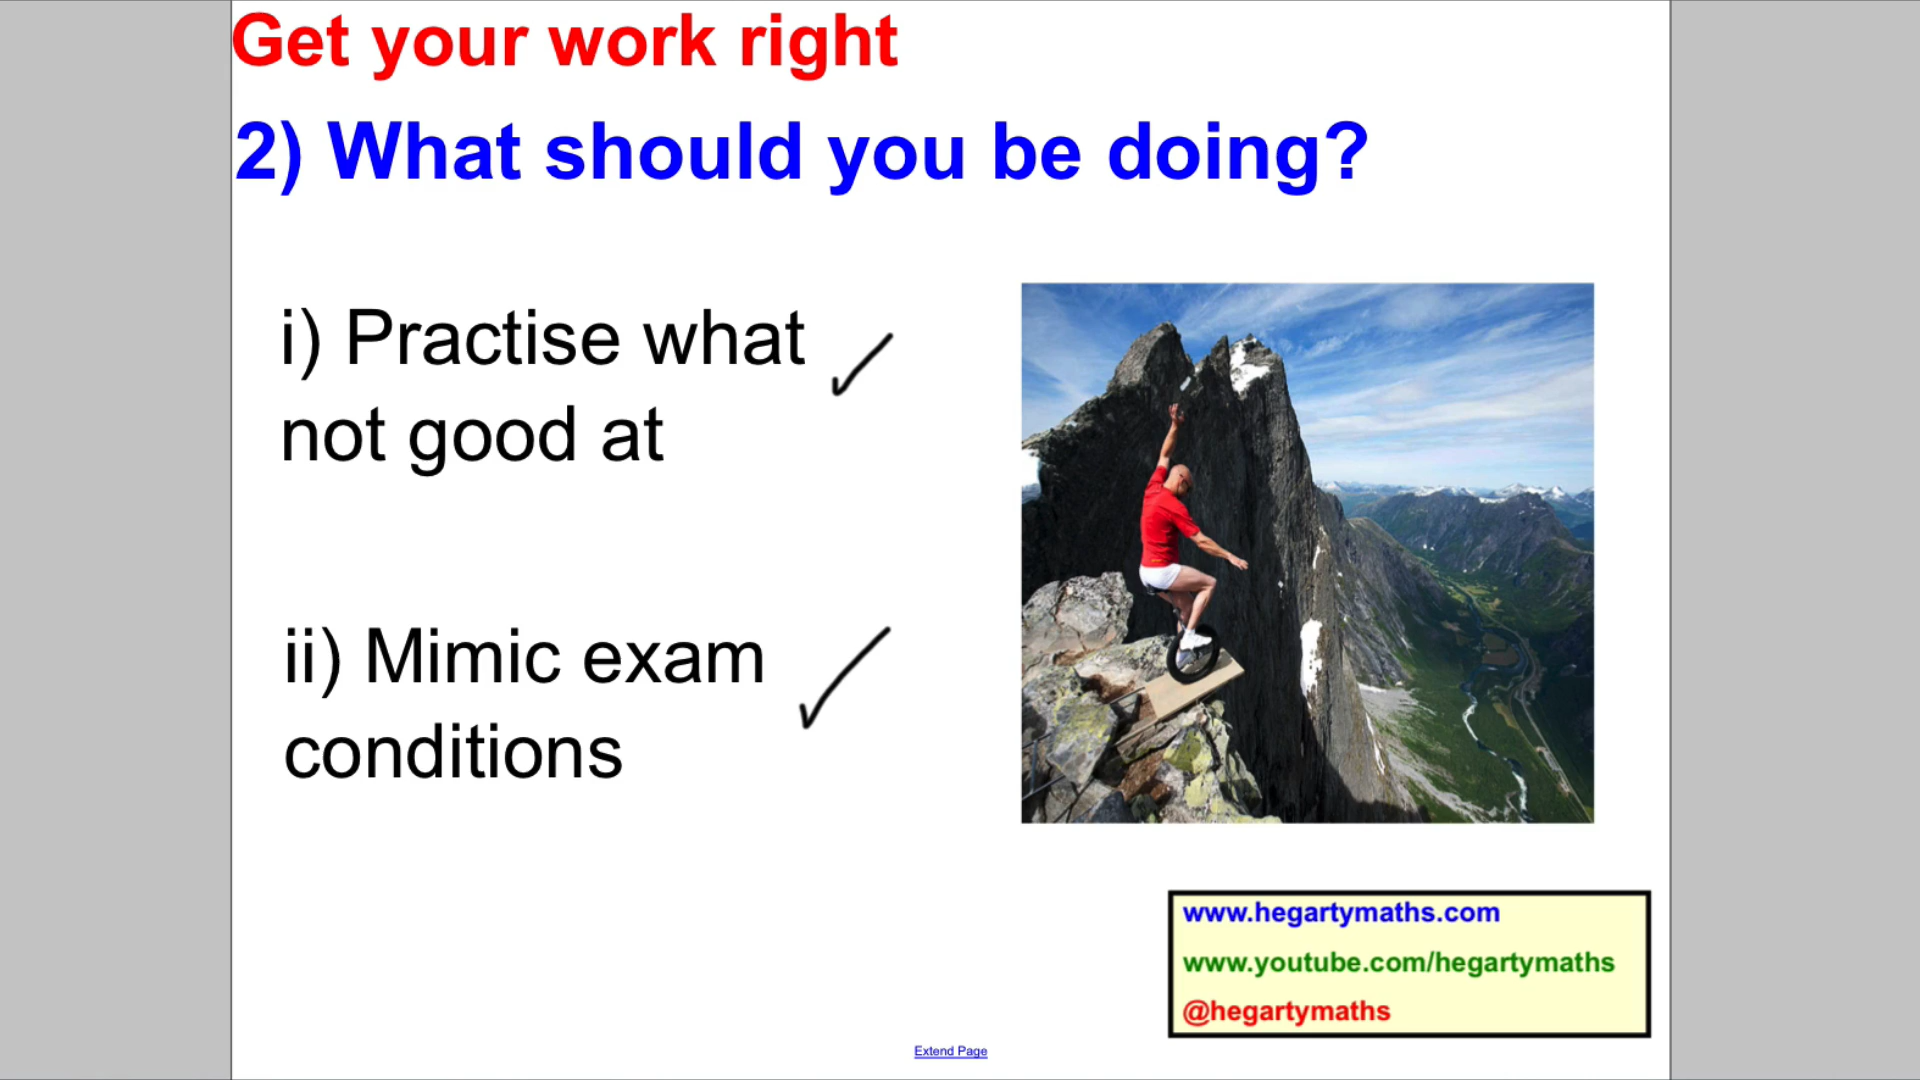 Get your work right
2) What should you be doing?
i) Practise what
not good at
ii) Mimic exam
conditions
www.hegartymaths.com
www.youtube.com/hegartymaths
@hegartymaths
Extend Page